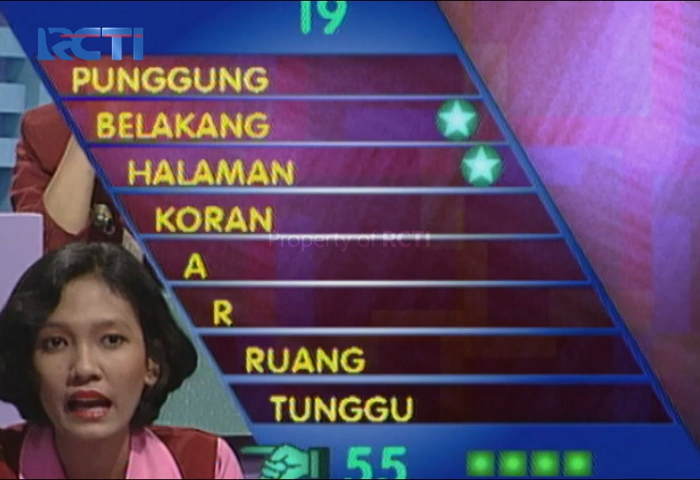 19
RCTI
PUNGGUNG
BELAKANG
HALAMAN
KORAN
Property of RCTI
A
R
RUANG
TUNGGU
55